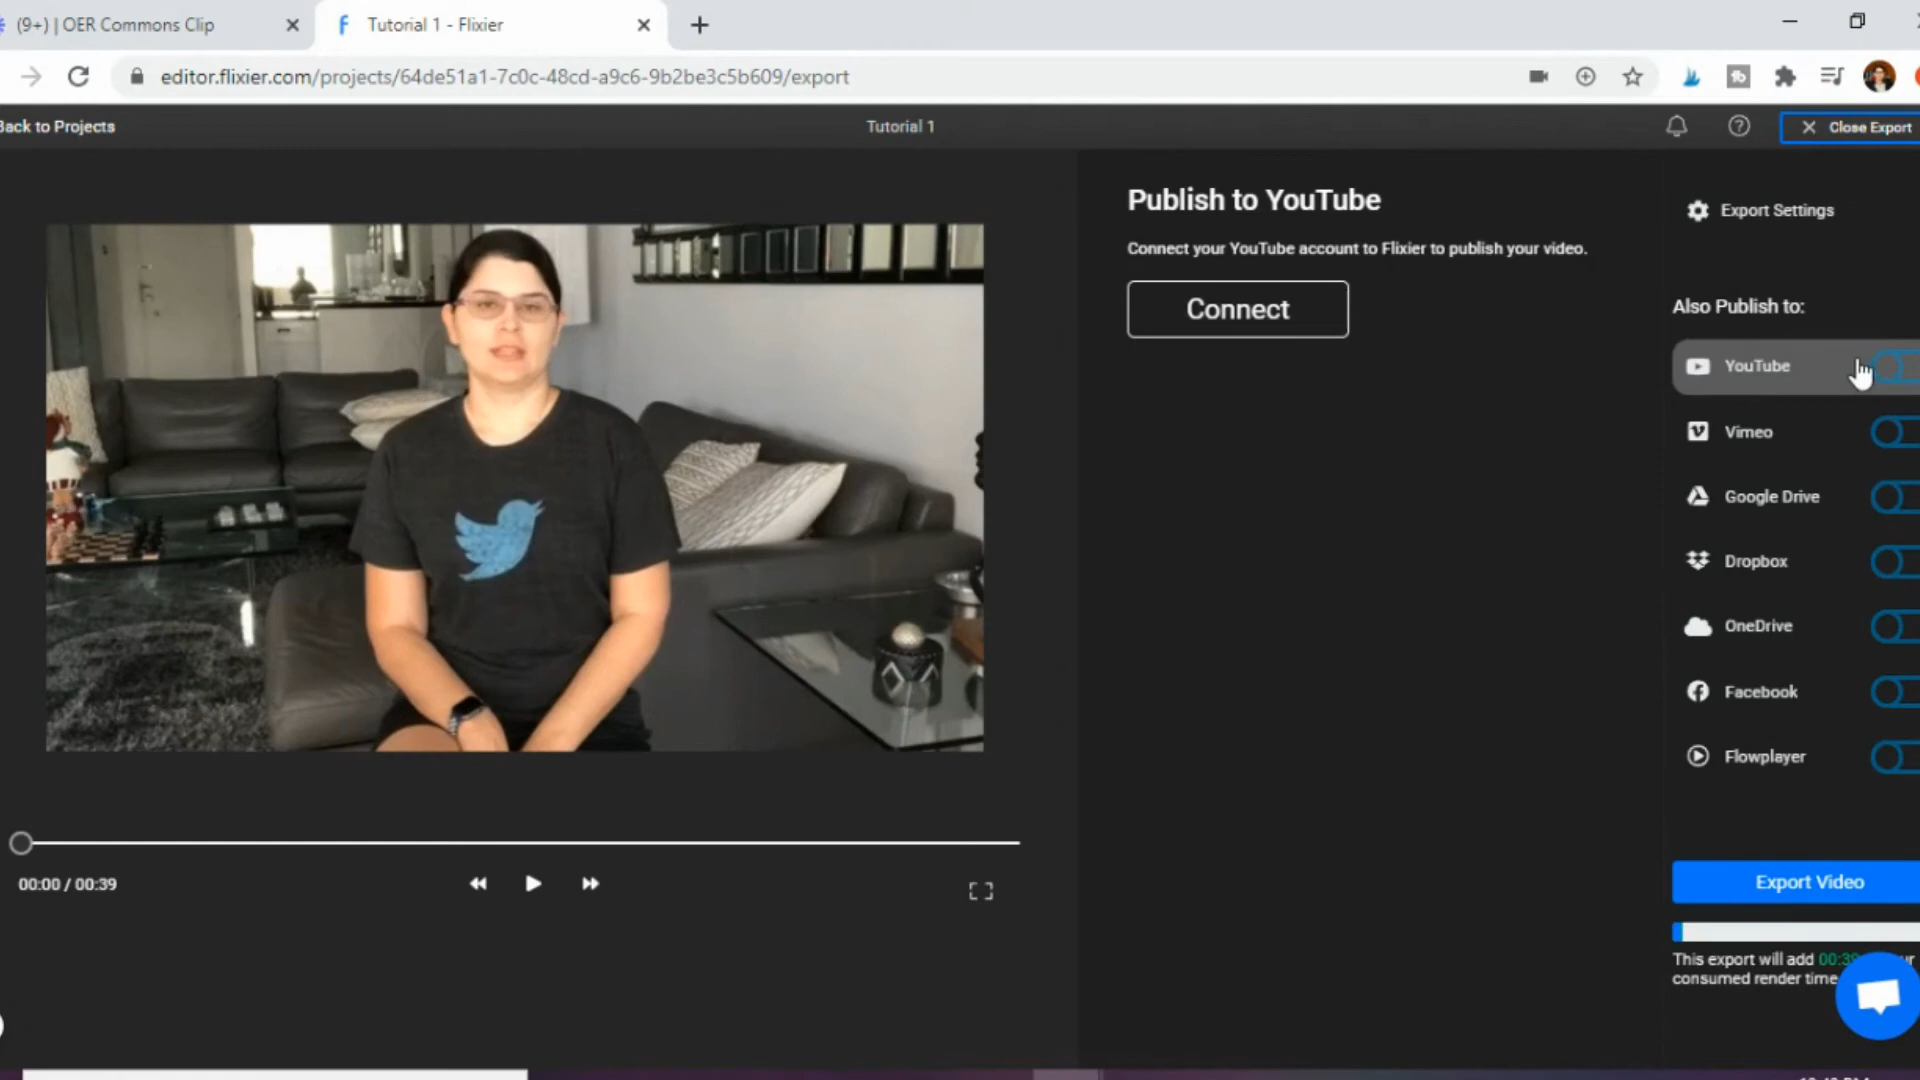 (9+) | OER Commons Clip
Tutorial 1 - Flixier
editor.flixier.com/projects/64de51a1-7c0c-48cd-a9c6-9b2be3c5b609/export
Back to Projects
Tutorial 1
Close Export
Publish to YouTube
Connect your YouTube account to Flixier to publish your video.
Connect
Export Settings
Also Publish to:
YouTube
Vimeo
Google Drive
Dropbox
OneDrive
Facebook
Flowplayer
00:00 / 00:39
Export Video
This export will add 00:39
consumed render time